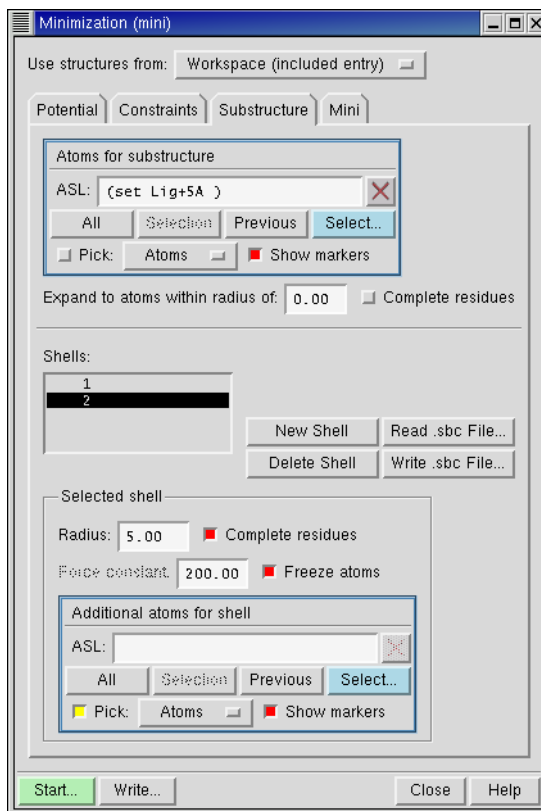 Minimization (mini)
Use structures from: Workspace (included entry)
Potential Constraints Substructure Mini
Atoms for substructure
ASL: (set Lig+5A )
All Selection Previous Select...
Pick: Atoms Show markers
Expand to atoms within radius of: 0.00 Complete residues
Shells:
1
2
New Shell Read .sbc File...
Delete Shell Write .sbc File...
Selected shell
Radius: 5.00 Complete residues
Force constant: 200.00 Freeze atoms
Additional atoms for shell
ASL:
All Selection Previous Select...
Pick: Atoms Show markers
Start... Write... Close Help